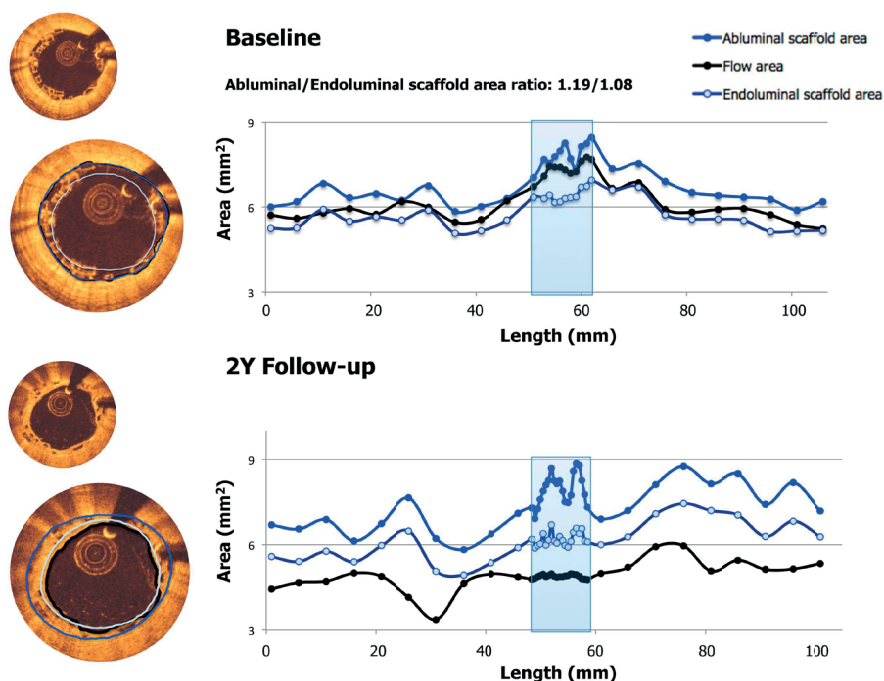 Baseline
Abluminal scaffold area
Flow area
Endoluminal scaffold area
Abluminal/Endoluminal scaffold area ratio: 1.19/1.08
9
6
3
Area (mm²)
0 20 40 60 80 100
Length (mm)
2Y Follow-up
9
6
3
Area (mm²)
0 20 40 60 80 100
Length (mm)